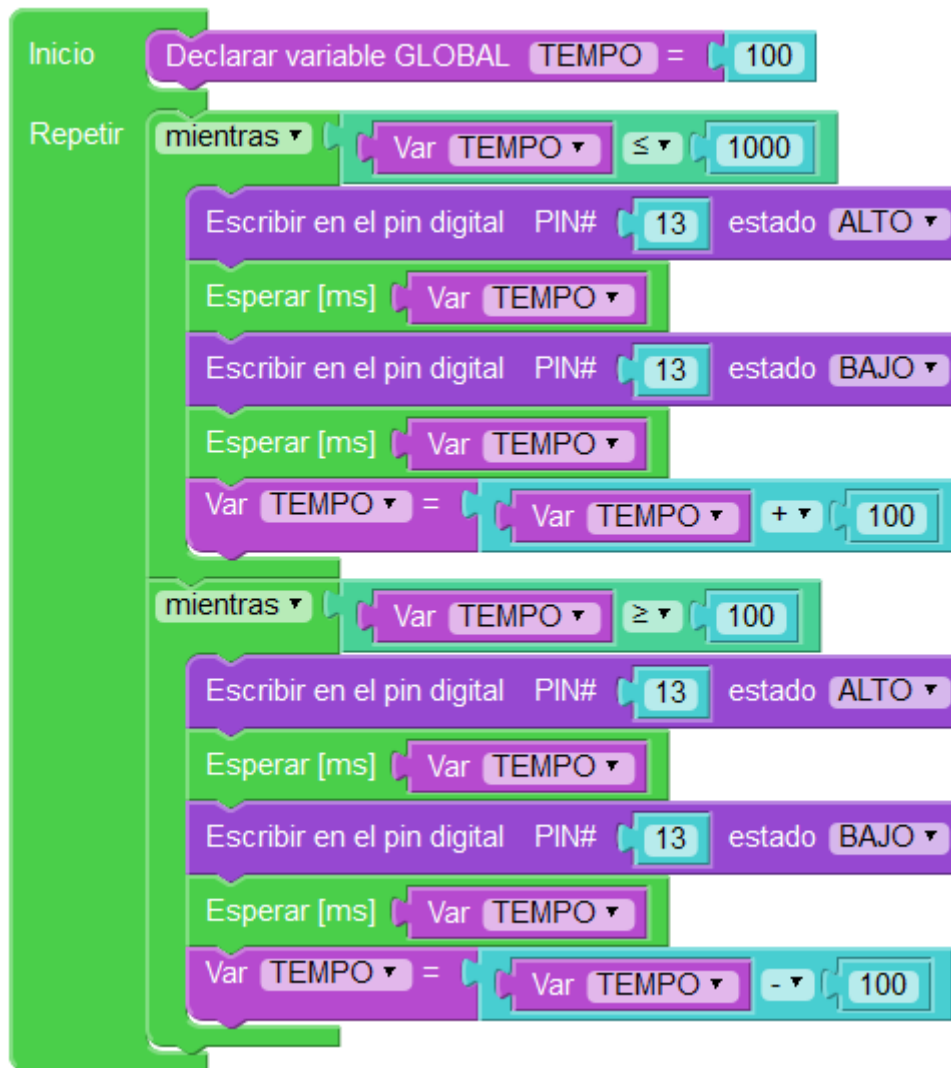 Inicio Declarar variable GLOBAL TEMPO = 100
Repetir mientras Var TEMPO ≤ 1000
Escribir en el pin digital PIN# 13 estado ALTO
Esperar [ms] Var TEMPO
Escribir en el pin digital PIN# 13 estado BAJO
Esperar [ms] Var TEMPO
Var TEMPO = Var TEMPO + 100
mientras Var TEMPO ≥ 100
Escribir en el pin digital PIN# 13 estado ALTO
Esperar [ms] Var TEMPO
Escribir en el pin digital PIN# 13 estado BAJO
Esperar [ms] Var TEMPO
Var TEMPO = Var TEMPO - 100